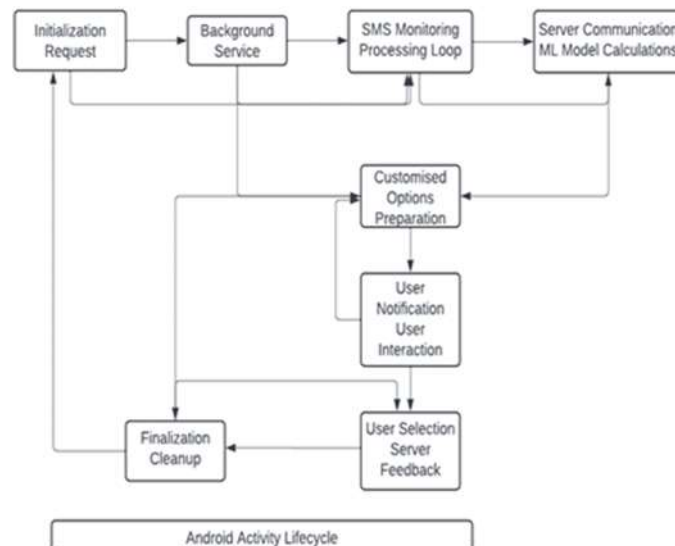 Initialization
Request
Background
Service
SMS Monitoring
Processing Loop
Server Communication
ML Model Calculations
Customised
Options
Preparation
User
Notification
User
Interaction
Finalization
Cleanup
User Selection
Server
Feedback
Android Activity Lifecycle